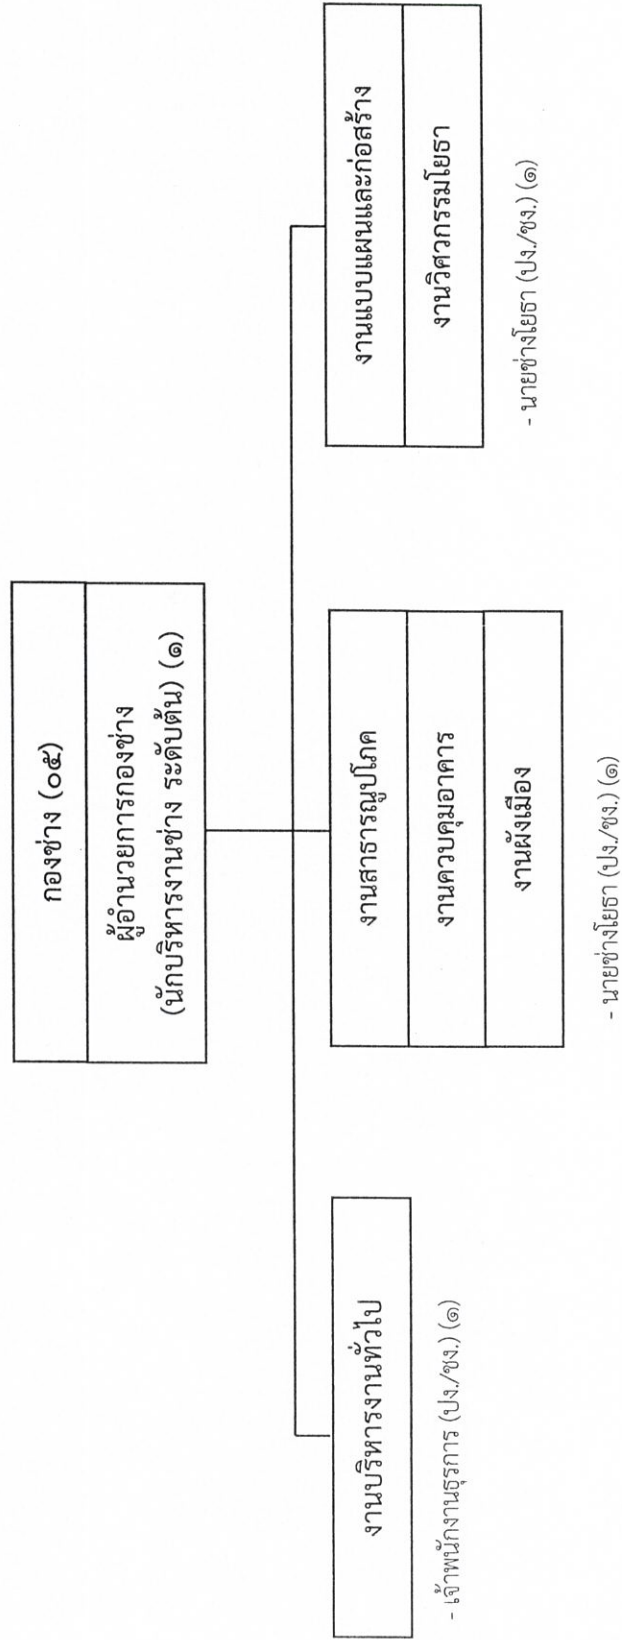 กองช่าง (๐๕)
ผู้อำนวยการกองช่าง
(นักบริหารงานช่าง ระดับต้น) (๑)
งานบริหารงานทั่วไป
- เจ้าพนักงานธุรการ (ปง./ชง.) (๑)
งานสาธารณูปโภค
งานควบคุมอาคาร
งานผังเมือง
- นายช่างโยธา (ปง./ชง.) (๑)
งานแบบแผนและก่อสร้าง
งานวิศวกรรมโยธา
- นายช่างโยธา (ปง./ชง.) (๑)